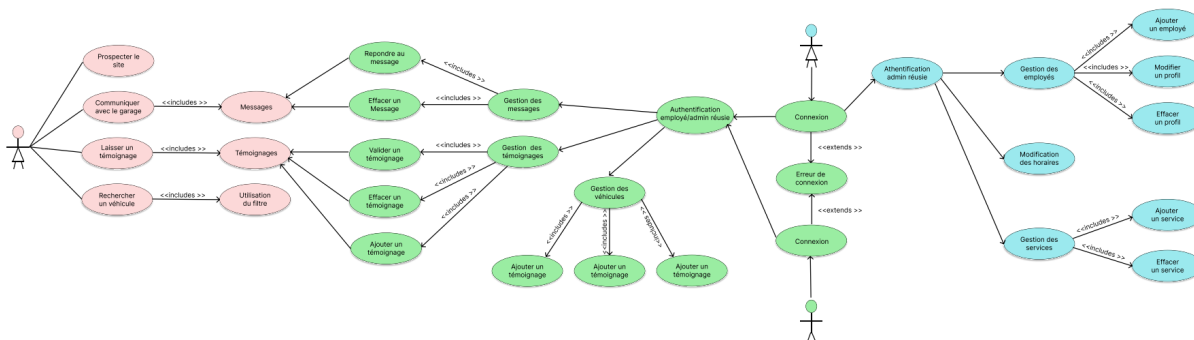 Prospecter le
site
Communiquer
avec le garage
<<includes >>
Messages
Laisser un
témoignage
<<includes >>
Témoignages
Rechercher
un véhicule
<<includes >>
Utilisation
du filtre
Repondre au
message
<<includes >>
Effacer un
Message
<<includes >>
Gestion des
messages
Valider un
témoignage
<<includes >>
Gestion des
témoignages
Effacer un
témoignage
<<includes >>
Ajouter un
témoignage
<<includes >>
Authentification
employé/admin réusie
Gestion des
véhicules
<<includes >>
<<includes >>
<<includes >>
Ajouter un
témoignage
Ajouter un
témoignage
Ajouter un
témoignage
Connexion
<<extends >>
Erreur de
connexion
<<extends >>
Connexion
Athentification
admin réusie
Gestion des
employés
<<includes >>
<<includes >>
<<includes >>
Ajouter
un employé
Modifier
un profil
Effacer
un profil
Modification
des horaires
Gestion des
services
<<includes >>
<<includes >>
Ajouter
un service
Effacer
un service